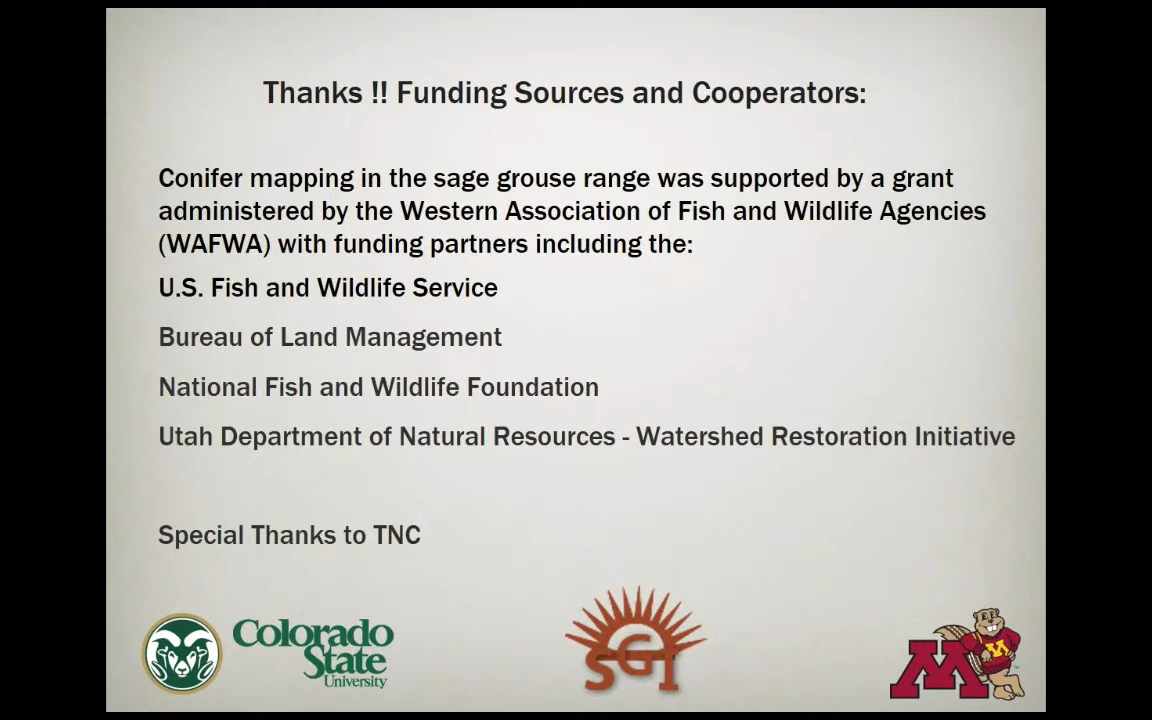 Thanks !! Funding Sources and Cooperators:
Conifer mapping in the sage grouse range was supported by a grant
administered by the Western Association of Fish and Wildlife Agencies
(WAFWA) with funding partners including the:
U.S. Fish and Wildlife Service
Bureau of Land Management
National Fish and Wildlife Foundation
Utah Department of Natural Resources - Watershed Restoration Initiative
Special Thanks to TNC
Colorado
State
University
SGI
M
M